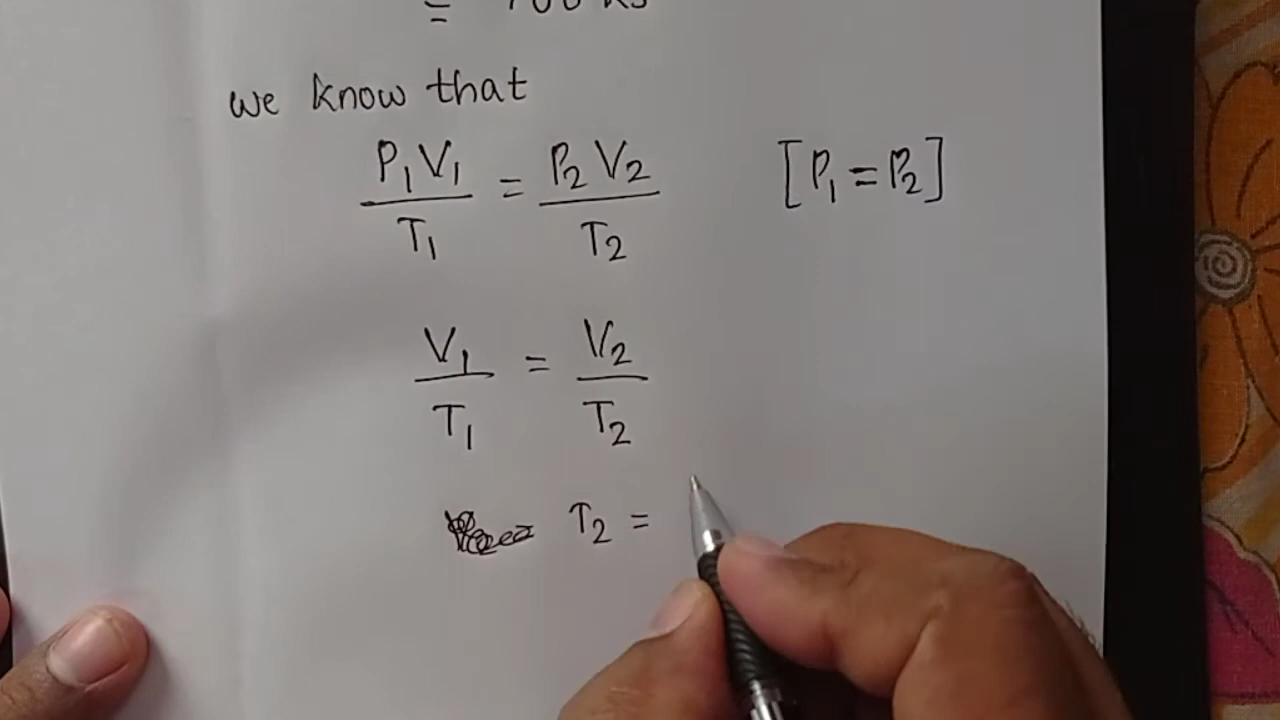 =
we know that
P₁V₁/T₁ = P₂V₂/T₂ [P₁ = P₂]
V₁/T₁ = V₂/T₂
T₂ =